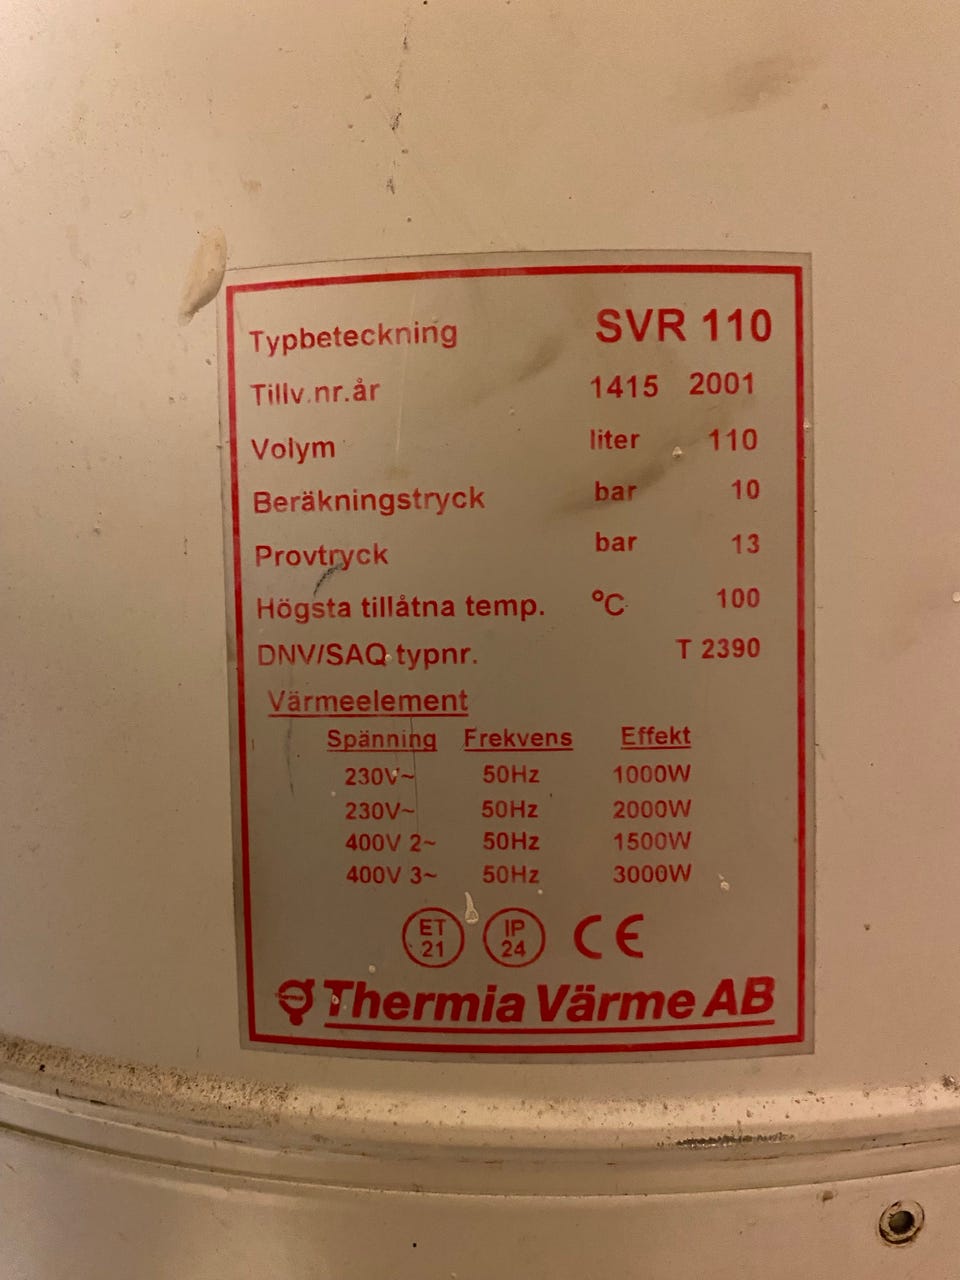 Typbeteckning SVR 110
Tillv.nr.år 1415 2001
Volym liter 110
Beräkningstryck bar 10
Provtryck bar 13
Högsta tillåtna temp. °C 100
DNV/SAQ typnr. T 2390
Värmeelement
Spänning Frekvens Effekt
230V~ 50Hz 1000W
230V~ 50Hz 2000W
400V 2~ 50Hz 1500W
400V 3~ 50Hz 3000W
ET 21 IP 24 CE
Thermia Värme AB